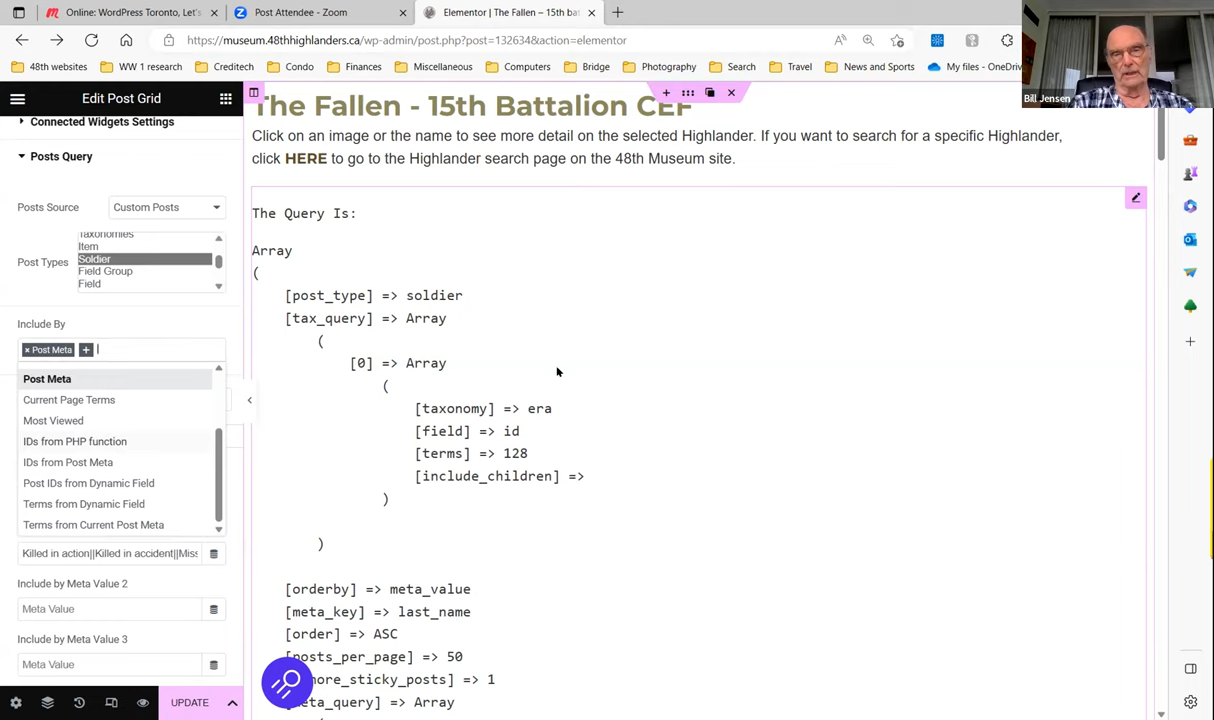 Online: WordPress Toronto, Let's
Post Attendee - Zoom
Elementor | The Fallen – 15th bat
https://museum.48thhighlanders.ca/wp-admin/post.php?post=132634&action=elementor
48th websites
WW 1 research
Creditech
Condo
Finances
Miscellaneous
Computers
Bridge
Photography
Search
Travel
News and Sports
My files - OneDriv
Bill Jensen
Edit Post Grid
Connected Widgets Settings
Posts Query
Posts Source
Custom Posts
Taxonomies
Item
Post Types
Soldier
Field Group
Field
Include By
× Post Meta +
Post Meta
Current Page Terms
Most Viewed
IDs from PHP function
IDs from Post Meta
Post IDs from Dynamic Field
Terms from Dynamic Field
Terms from Current Post Meta
Killed in action||Killed in accident||Miss
Include by Meta Value 2
Meta Value
Include by Meta Value 3
Meta Value
UPDATE
The Fallen - 15th Battalion CEF
Click on an image or the name to see more detail on the selected Highlander. If you want to search for a specific Highlander,
click HERE to go to the Highlander search page on the 48th Museum site.
The Query Is:
Array
(
[post_type] => soldier
[tax_query] => Array
(
[0] => Array
(
[taxonomy] => era
[field] => id
[terms] => 128
[include_children] =>
)
)
[orderby] => meta_value
[meta_key] => last_name
[order] => ASC
[posts_per_page] => 50
nore_sticky_posts] => 1
eta_query] => Array
(